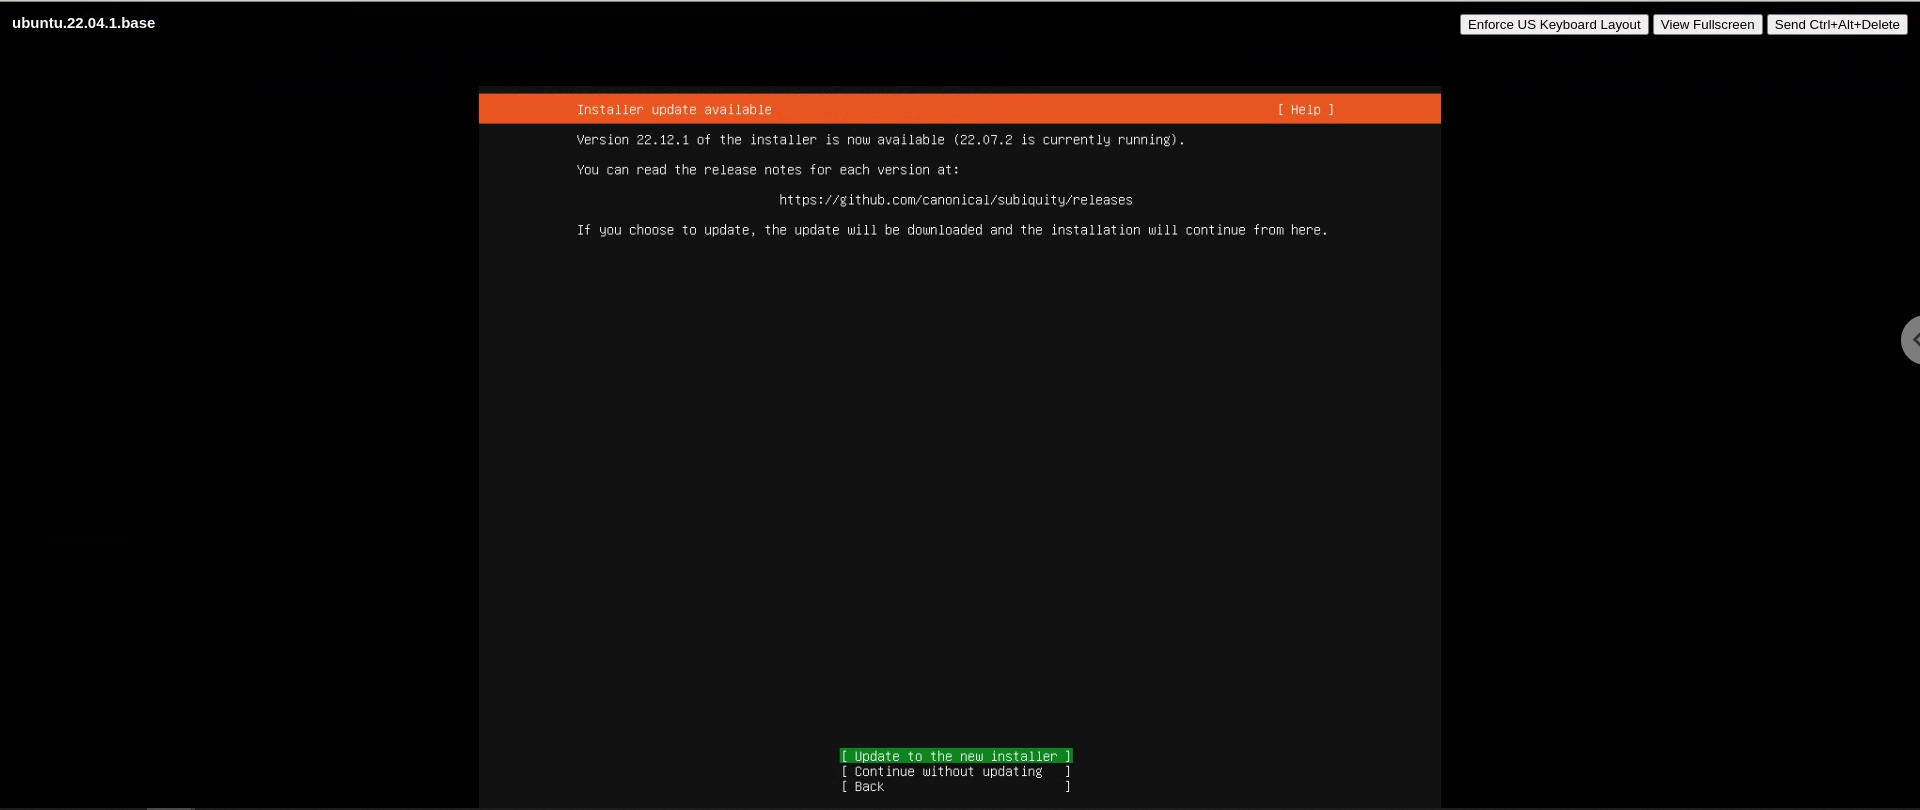 ubuntu.22.04.1.base
Enforce US Keyboard Layout View Fullscreen Send Ctrl+Alt+Delete
Installer update available [ Help ]
Version 22.12.1 of the installer is now available (22.07.2 is currently running).
You can read the release notes for each version at:
https://github.com/canonical/subiquity/releases
If you choose to update, the update will be downloaded and the installation will continue from here.
[ Update to the new installer ]
[ Continue without updating ]
[ Back ]